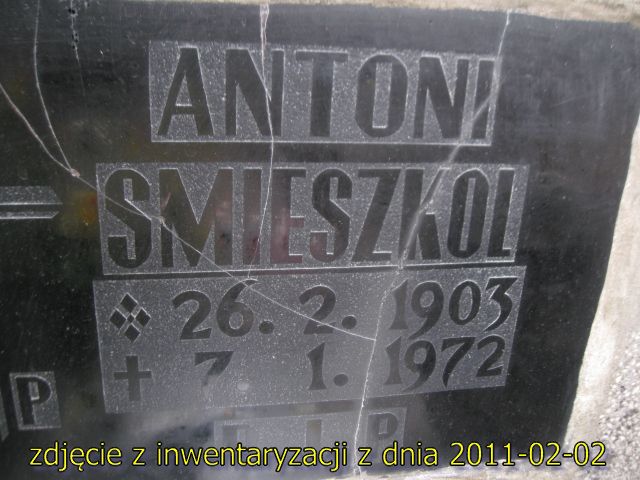 ANTONI
SMIESZKOL
26. 2. 1903
✝ 7. 1. 1972
P
R I P
zdjęcie z inwentaryzacji z dnia 2011-02-02